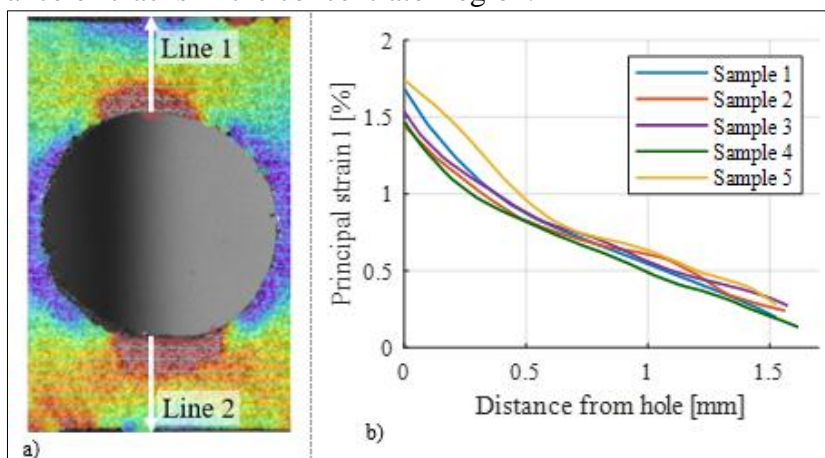 Line 1
Line 2
a)
2
1.5
1
0.5
0
0
0.5
1
1.5
Principal strain 1 [%]
Distance from hole [mm]
Sample 1
Sample 2
Sample 3
Sample 4
Sample 5
b)